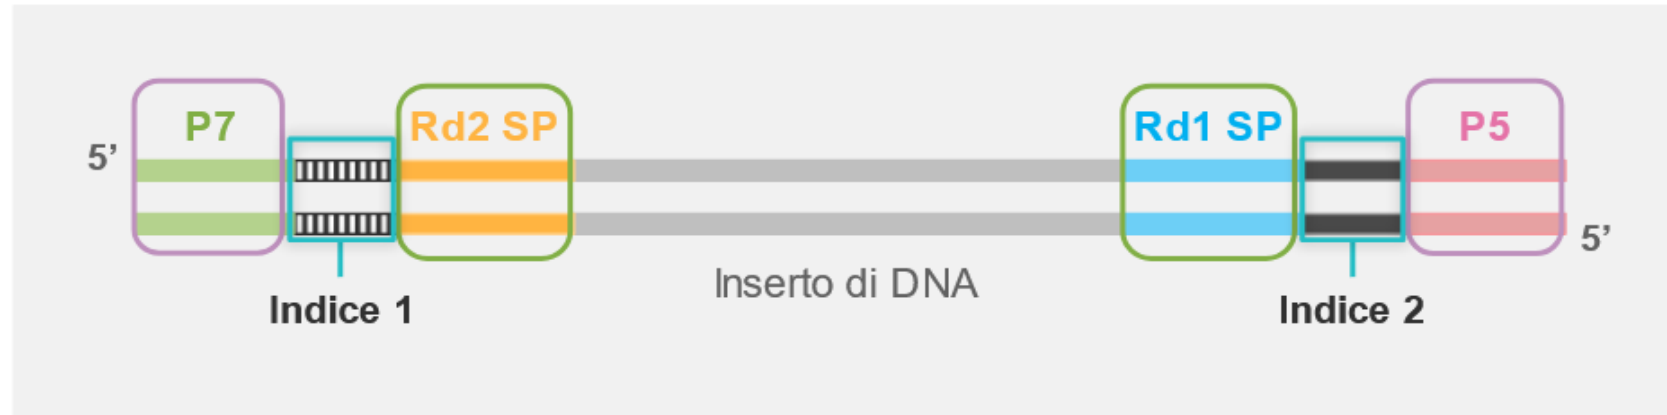 P7
Rd2 SP
Rd1 SP
P5
5’
5’
Inserto di DNA
Indice 1
Indice 2